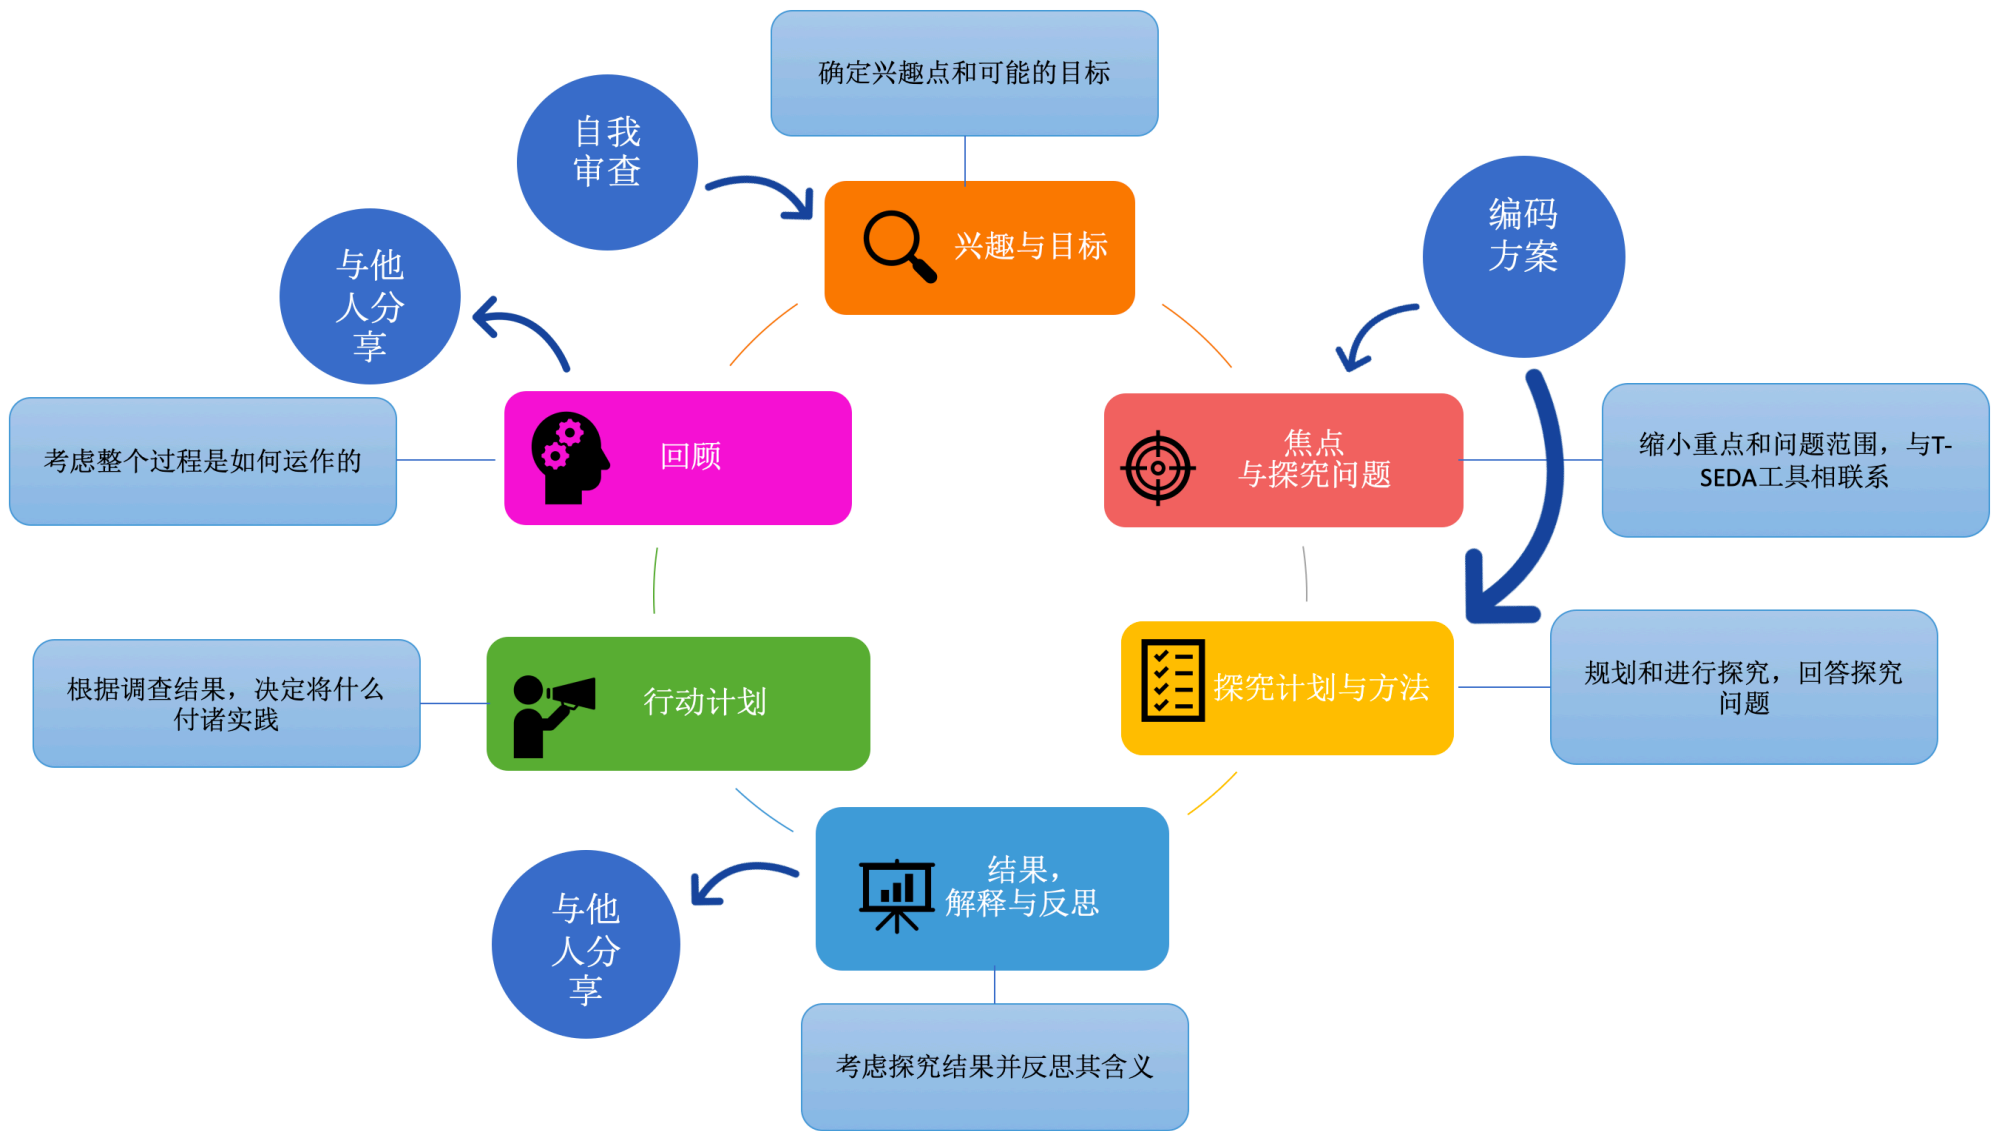 确定兴趣点和可能的目标
自我
审查
兴趣与目标
编码
方案
与他
人分
享
考虑整个过程是如何运作的
回顾
焦点
与探究问题
缩小重点和问题范围，与T-
SEDA工具相联系
根据调查结果，决定将什么
付诸实践
行动计划
探究计划与方法
规划和进行探究，回答探究
问题
结果，
解释与反思
与他
人分
享
考虑探究结果并反思其含义